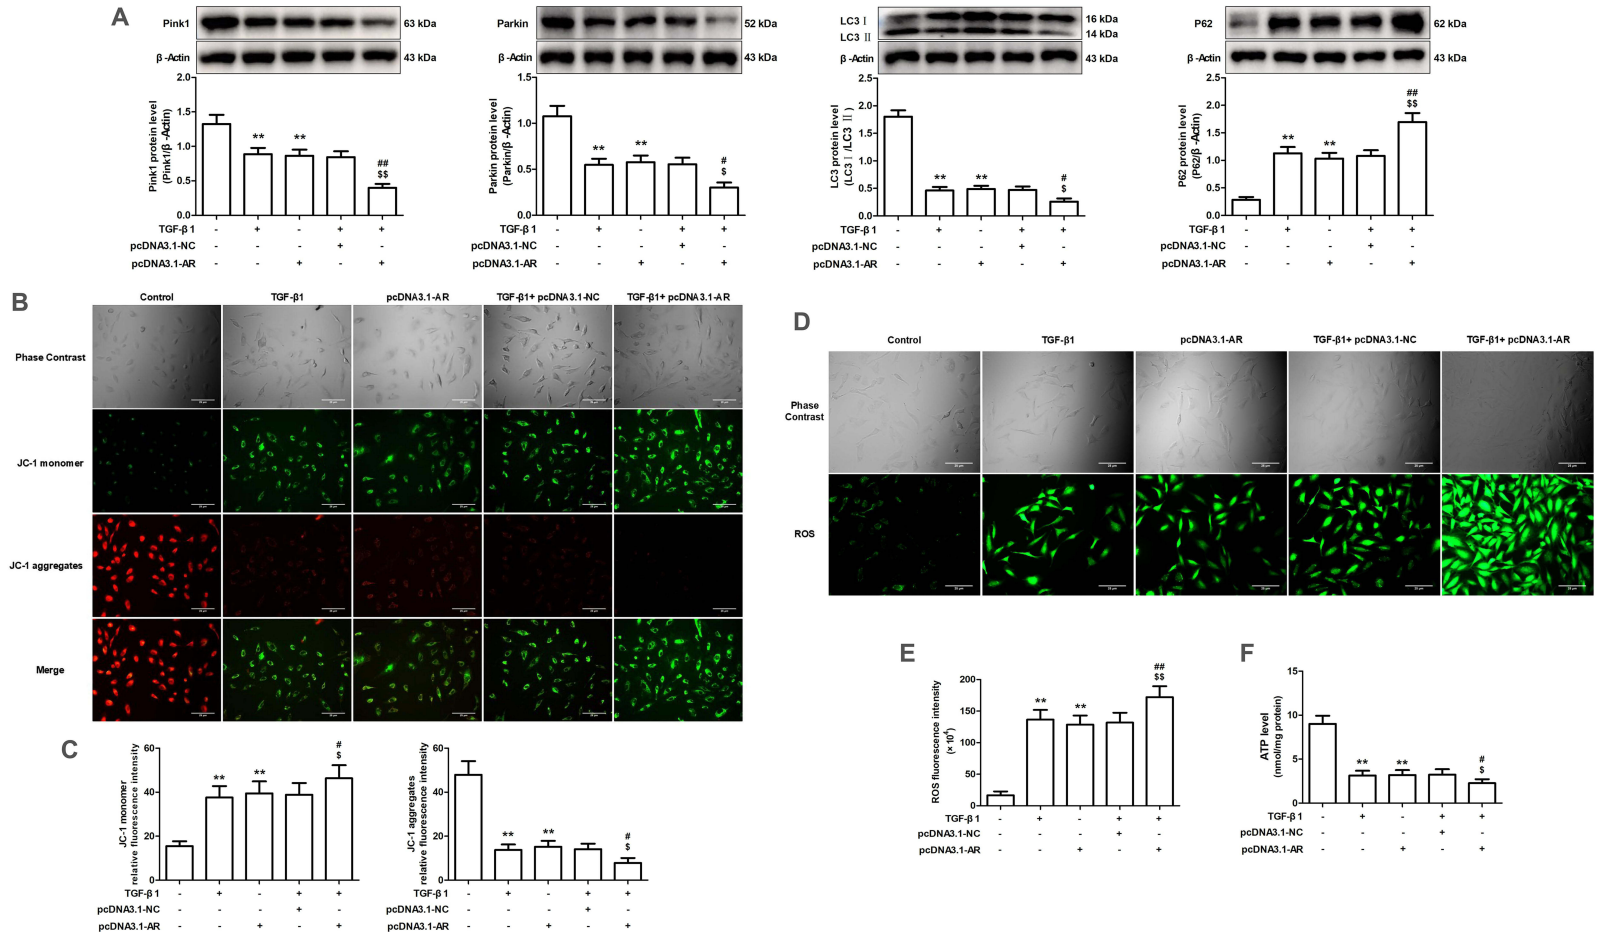 A
Pink1
63 kDa
β-Actin
43 kDa
Pink1 protein level
(Pink1/β-Actin)
2.0
1.5
1.0
0.5
0.0
**
**
##
$$
TGF-β1 - + - + +
pcDNA3.1-NC - - - + -
pcDNA3.1-AR - - + - +
Parkin
52 kDa
β-Actin
43 kDa
Parkin protein level
(Parkin/β-Actin)
1.5
1.0
0.5
0.0
**
**
#
$
TGF-β1 - + - + +
pcDNA3.1-NC - - - + -
pcDNA3.1-AR - - + - +
LC3 Ⅰ
16 kDa
LC3 Ⅱ
14 kDa
β-Actin
43 kDa
LC3 protein level
(LC3Ⅰ/LC3Ⅱ)
2.5
2.0
1.5
1.0
0.5
0.0
**
**
#
$
TGF-β1 - + - + +
pcDNA3.1-NC - - - + -
pcDNA3.1-AR - - + - +
P62
62 kDa
β-Actin
43 kDa
P62 protein level
(P62/β-Actin)
2.5
2.0
1.5
1.0
0.5
0.0
**
**
##
$$
TGF-β1 - + - + +
pcDNA3.1-NC - - - + -
pcDNA3.1-AR - - + - +
B
Control
TGF-β1
pcDNA3.1-AR
TGF-β1+ pcDNA3.1-NC
TGF-β1+ pcDNA3.1-AR
Phase Contrast
JC-1 monomer
JC-1 aggregates
Merge
C
JC-1 monomer
relative fluorescence intensity
60
40
20
0
**
**
#
$
TGF-β1 - + - + +
pcDNA3.1-NC - - - + -
pcDNA3.1-AR - - + - +
JC-1 aggregates
relative fluorescence intensity
60
40
20
0
**
**
#
$
TGF-β1 - + - + +
pcDNA3.1-NC - - - + -
pcDNA3.1-AR - - + - +
D
Control
TGF-β1
pcDNA3.1-AR
TGF-β1+ pcDNA3.1-NC
TGF-β1+ pcDNA3.1-AR
Phase
Contrast
ROS
E
ROS fluorescence intensity
(×10⁴)
200
150
100
50
0
**
**
##
$$
TGF-β1 - + - + +
pcDNA3.1-NC - - - + -
pcDNA3.1-AR - - + - +
F
ATP level
(nmol/mg protein)
15
10
5
0
**
**
#
$
TGF-β1 - + - + +
pcDNA3.1-NC - - - + -
pcDNA3.1-AR - - + - +